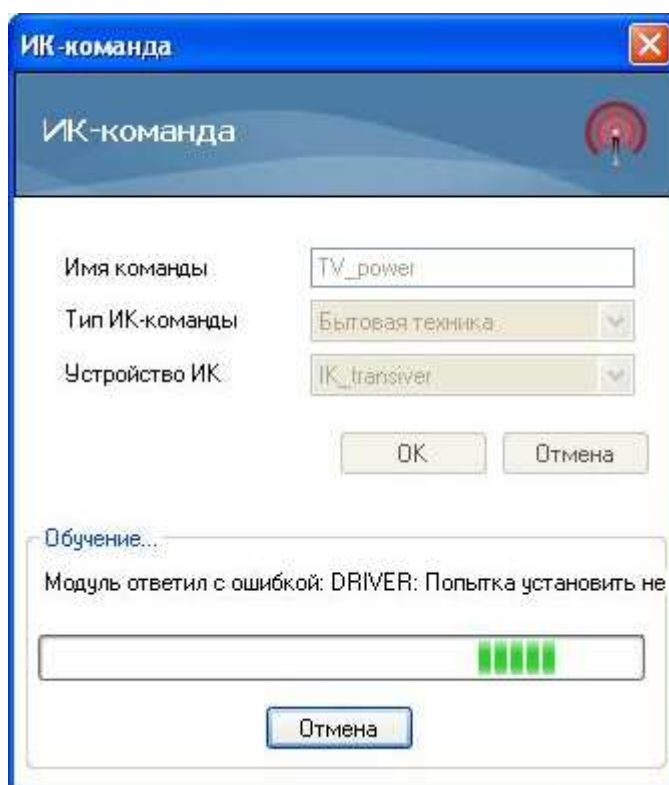 ИК-команда
ИК-команда
Имя команды TV_power
Тип ИК-команды Бытовая техника
Устройство ИК IK_transiver
OK Отмена
Обучение...
Модуль ответил с ошибкой: DRIVER: Попытка установить не
Отмена